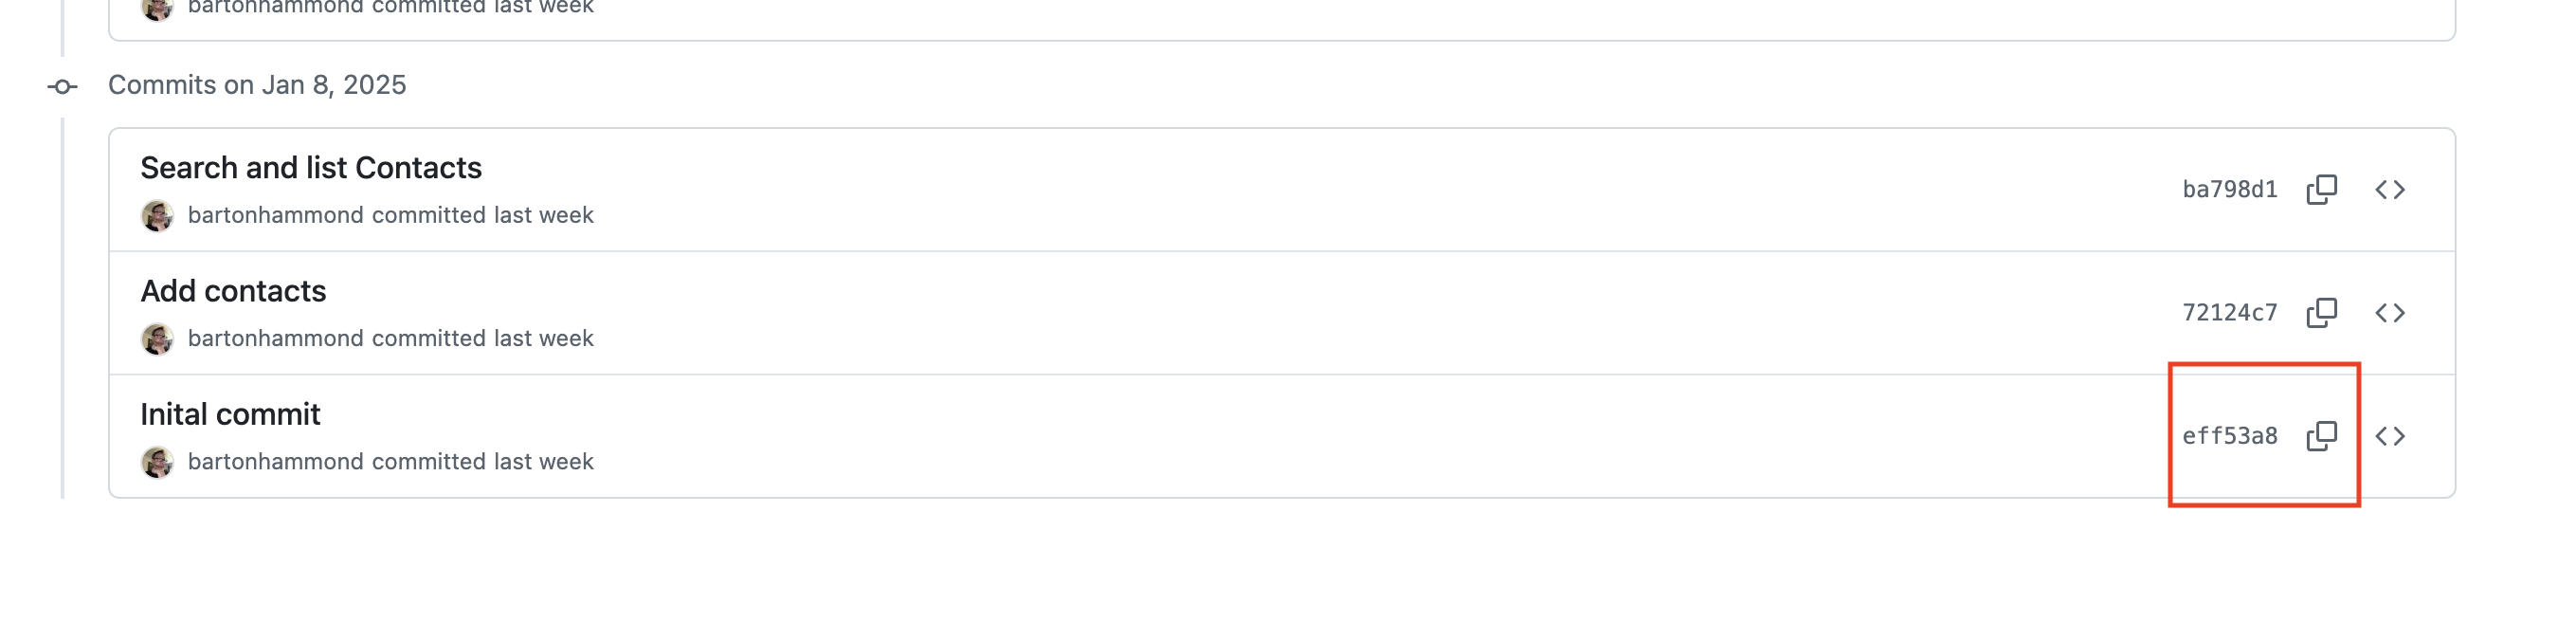 bartonhammond committed last week
Commits on Jan 8, 2025
Search and list Contacts
bartonhammond committed last week
ba798d1
Add contacts
bartonhammond committed last week
72124c7
Inital commit
bartonhammond committed last week
eff53a8